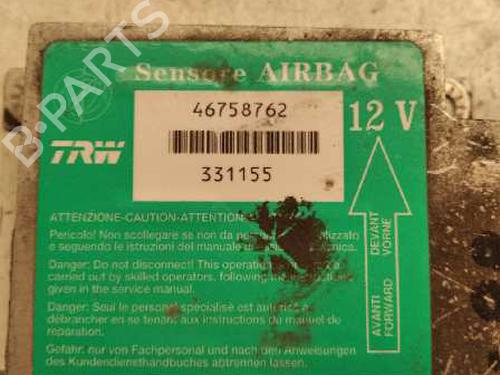 B-PARTS
Sensore AIRBAG
46758762
12 V
TRW
331155
ATTENZIONE-CAUTION-ATTENTION
DEVANT
VORNE
AVANTI
FORWARD
Pericolo! Non scollegare se non da
e seguendo le istruzioni del manuale
Danger: Do not disconnect! This operation
carried out by skilled operators, following the
given in the service manual.
Danger: Seul le personnel spécialisé est
débrancher en se tenant aux instructions du manuel de
reparation.
Gefahr: nur von Fachpersonal und nach den Anweisungen
des Kundendiensthandbuches abtrennen lassen.